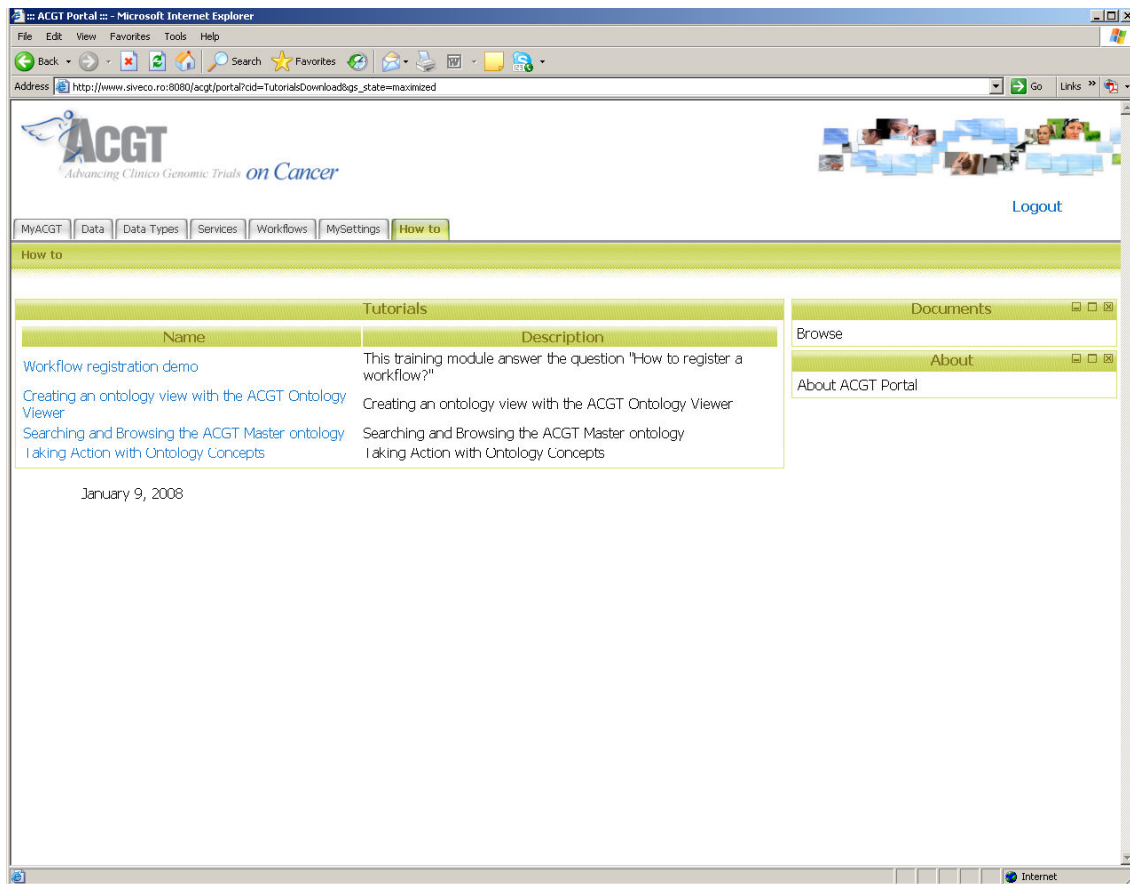 ::: ACGT Portal ::: - Microsoft Internet Explorer
File Edit View Favorites Tools Help
Back Search Favorites
Address http://www.siveco.ro:8080/acgt/portal?cid=TutorialsDownload&gs_state=maximized Go Links »
ACGT
Advancing Clinico Genomic Trials on Cancer
Logout
MyACGT Data Data Types Services Workflows MySettings How to
How to
Tutorials
Name Description
Workflow registration demo
This training module answer the question "How to register a
workflow?"
Creating an ontology view with the ACGT Ontology
Viewer
Creating an ontology view with the ACGT Ontology Viewer
Searching and Browsing the ACGT Master ontology Searching and Browsing the ACGT Master ontology
Taking Action with Ontology Concepts Taking Action with Ontology Concepts
Documents
Browse
About
About ACGT Portal
January 9, 2008
Internet